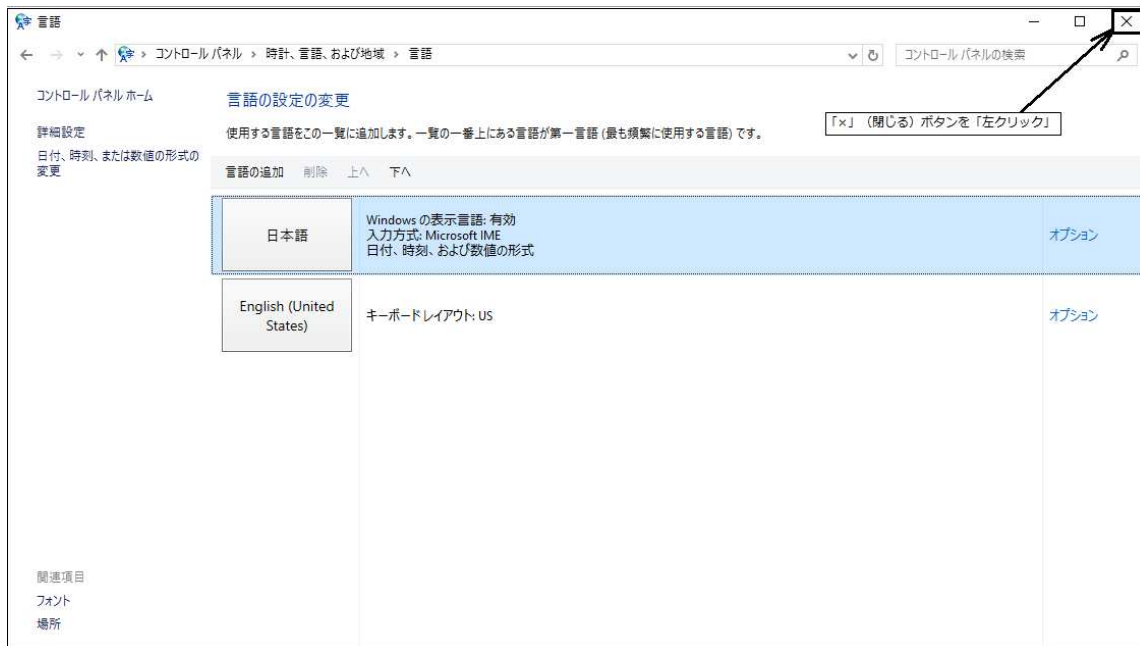 言語
コントロール パネル › 時計、言語、および地域 › 言語
コントロール パネルの検索
コントロール パネル ホーム
詳細設定
日付、時刻、または数値の形式の
変更
言語の設定の変更
「×」（閉じる）ボタンを「左クリック」
使用する言語をこの一覧に追加します。一覧の一番上にある言語が第一言語 (最も頻繁に使用する言語) です。
言語の追加 削除 上へ 下へ
日本語
Windows の表示言語: 有効
入力方式: Microsoft IME
日付、時刻、および数値の形式
オプション
English (United
States)
キーボード レイアウト: US
オプション
関連項目
フォント
場所